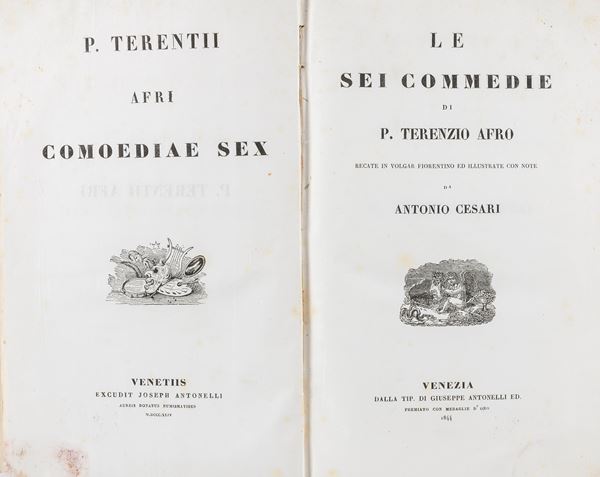 P. TERENTII
AFRI
COMOEDIAE SEX
VENETIIS
EXCUDIT JOSEPH ANTONELLI
AUREIS DONATUS NUMISMATIBUS
LE
SEI COMMEDIE
DI
P. TERENZIO AFRO
RECATE IN VOLGAR FIORENTINO ED ILLUSTRATE CON NOTE
DA
ANTONIO CESARI
VENEZIA
DALLA TIP. DI GIUSEPPE ANTONELLI ED.
PREMIATO CON MEDAGLIE D'ORO
1844